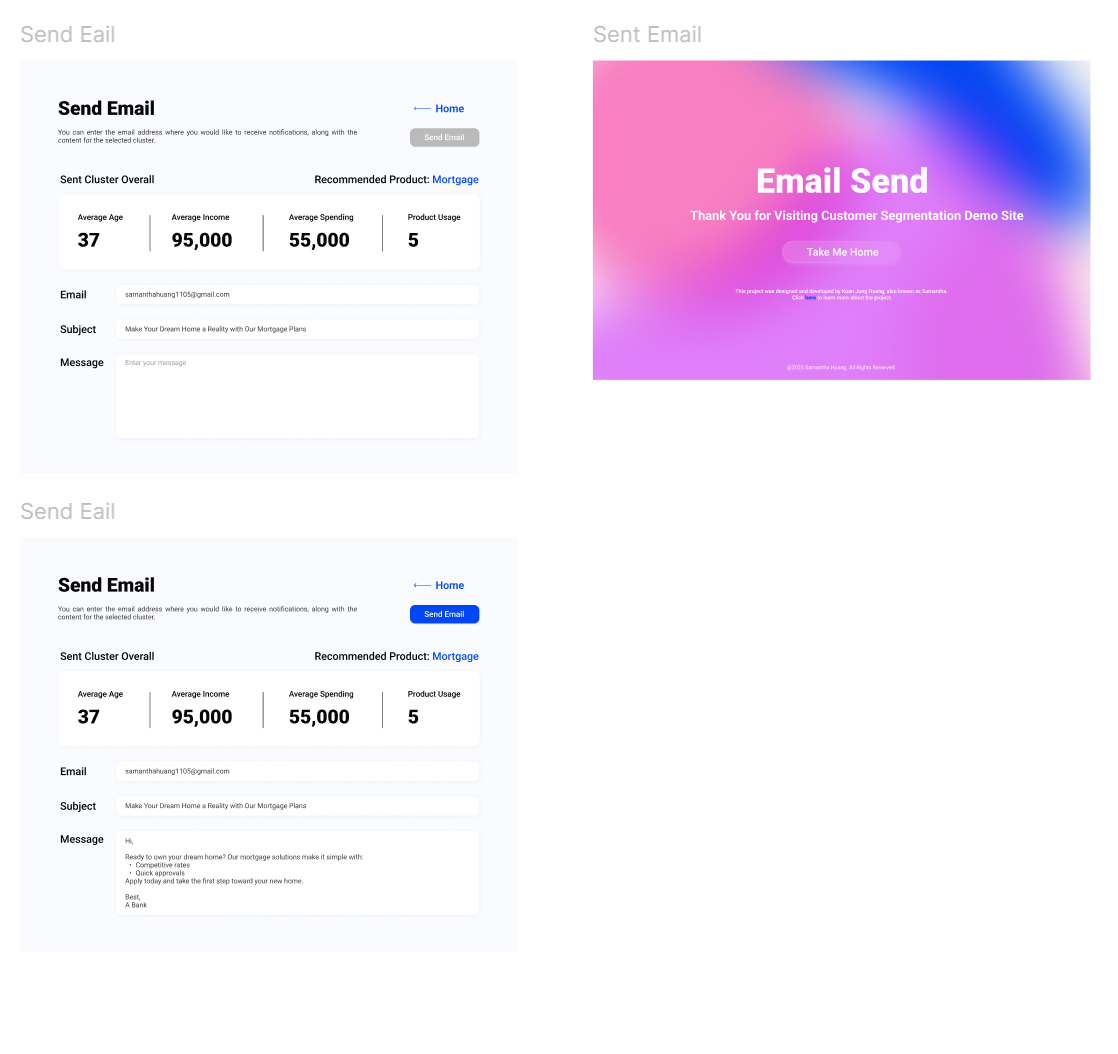 Send Eail
Send Email
⟵ Home
You can enter the email address where you would like to receive notifications, along with the
content for the selected cluster.
Send Email
Sent Cluster Overall
Recommended Product: Mortgage
Average Age
Average Income
Average Spending
Product Usage
37
95,000
55,000
5
Email
samanthahuang1105@gmail.com
Subject
Make Your Dream Home a Reality with Our Mortgage Plans
Message
Enter your message
Sent Email
Email Send
Thank You for Visiting Customer Segmentation Demo Site
Take Me Home
This project was designed and developed by Kuan Jung Huang, also known as Samantha.
Click here to learn more about the project.
@2025 Samantha Huang. All Rights Reserved.
Send Eail
Send Email
⟵ Home
You can enter the email address where you would like to receive notifications, along with the
content for the selected cluster.
Send Email
Sent Cluster Overall
Recommended Product: Mortgage
Average Age
Average Income
Average Spending
Product Usage
37
95,000
55,000
5
Email
samanthahuang1105@gmail.com
Subject
Make Your Dream Home a Reality with Our Mortgage Plans
Message
Hi,
Ready to own your dream home? Our mortgage solutions make it simple with:
• Competitive rates
• Quick approvals
Apply today and take the first step toward your new home.
Best,
A Bank